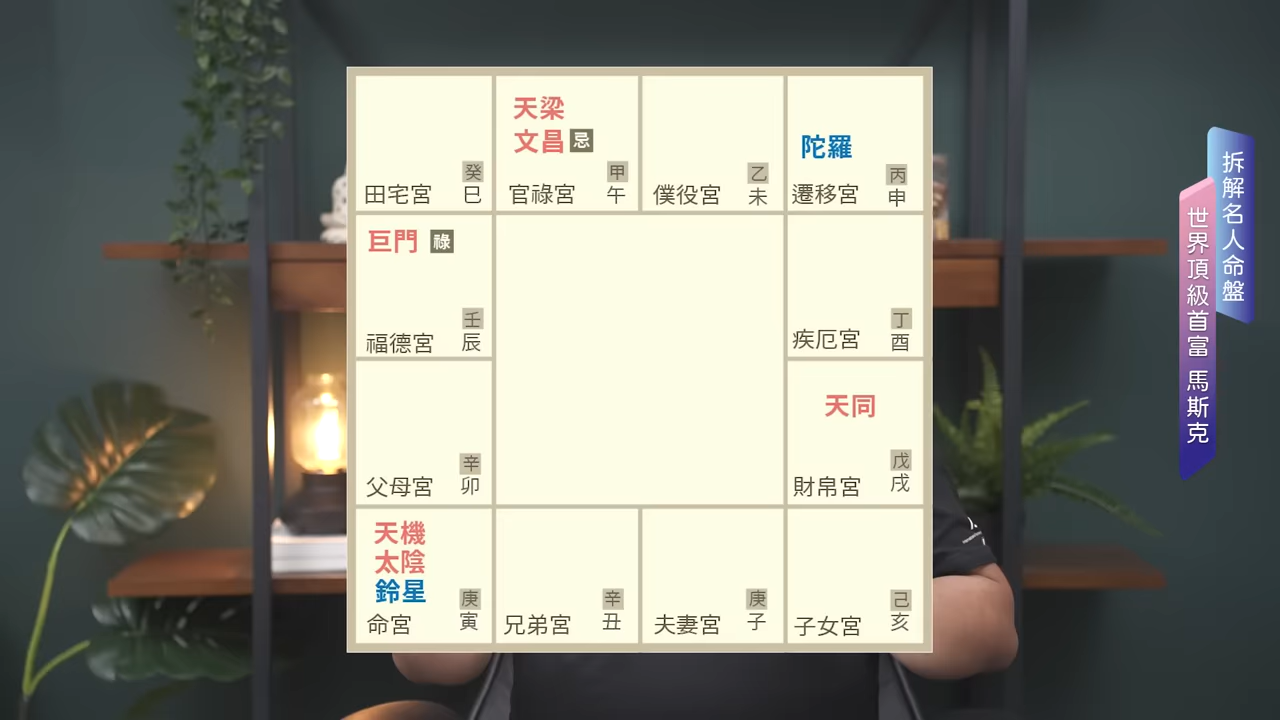 田宅宮
癸
巳
天梁
文昌 忌
官祿宮
甲
午
僕役宮
乙
未
陀羅
遷移宮
丙
申
巨門 祿
福德宮
壬
辰
疾厄宮
丁
酉
父母宮
辛
卯
天同
財帛宮
戊
戌
天機
太陰
鈴星
命宮
庚
寅
兄弟宮
辛
丑
夫妻宮
庚
子
子女宮
己
亥
拆解名人命盤
世界頂級首富 馬斯克